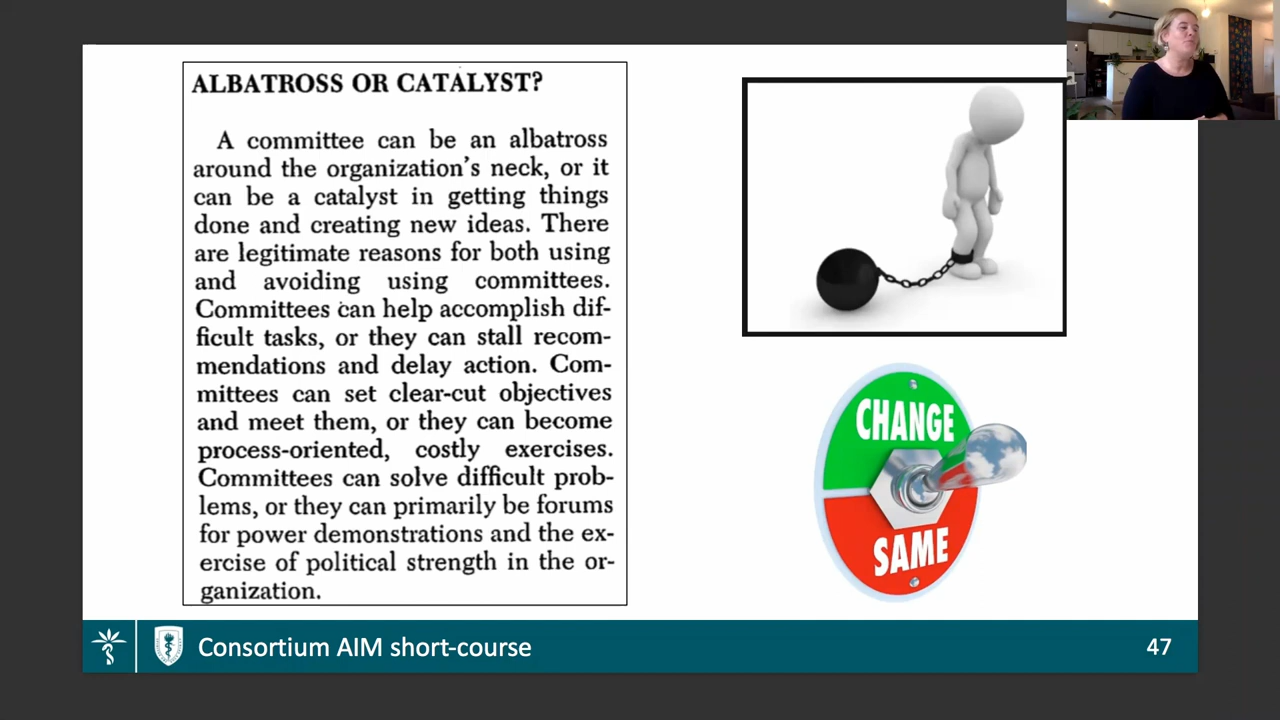 ALBATROSS OR CATALYST?
A committee can be an albatross
around the organization's neck, or it
can be a catalyst in getting things
done and creating new ideas. There
are legitimate reasons for both using
and avoiding using committees.
Committees can help accomplish dif-
ficult tasks, or they can stall recom-
mendations and delay action. Com-
mittees can set clear-cut objectives
and meet them, or they can become
process-oriented, costly exercises.
Committees can solve difficult prob-
lems, or they can primarily be forums
for power demonstrations and the ex-
ercise of political strength in the or-
ganization.
CHANGE
SAME
Consortium AIM short-course
47